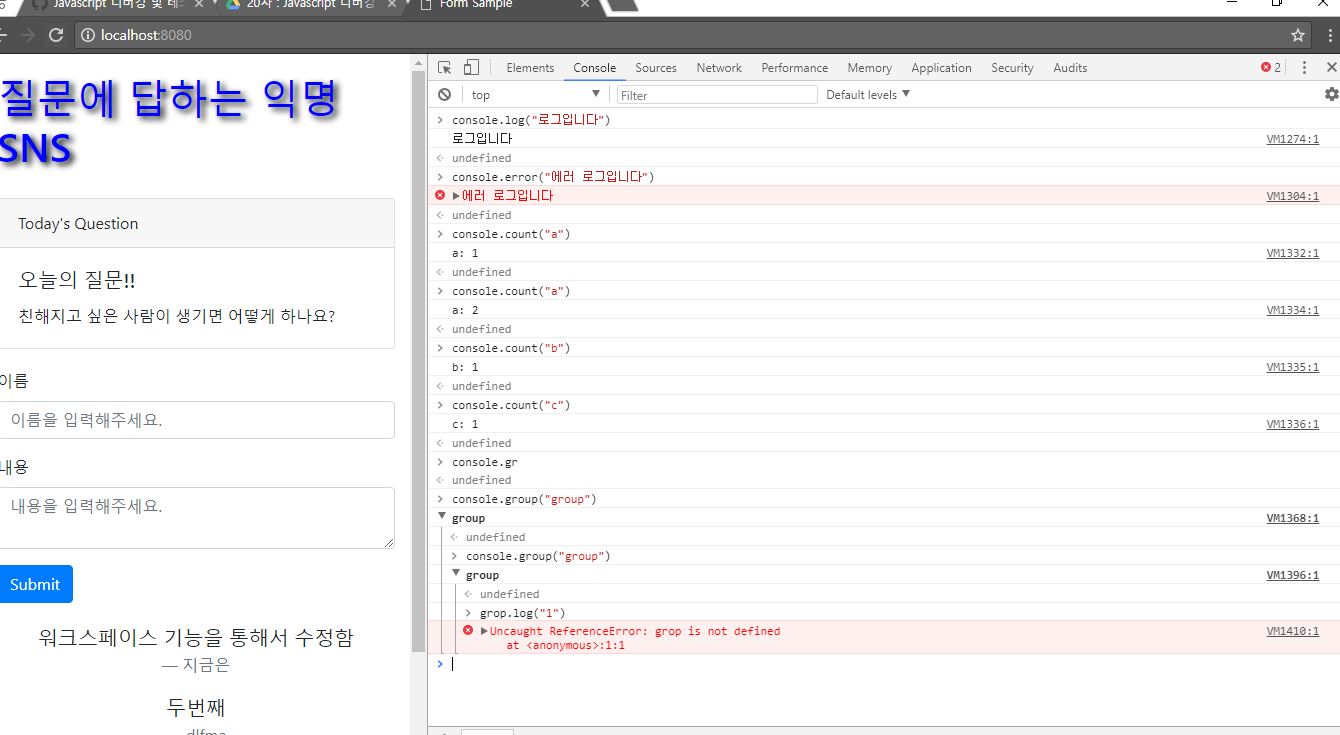 Javascript 디버깅 및 테스
20차 : Javascript 디버깅
Form Sample
localhost:8080
질문에 답하는 익명
SNS
Today's Question
오늘의 질문!!
친해지고 싶은 사람이 생기면 어떻게 하나요?
이름
이름을 입력해주세요.
내용
내용을 입력해주세요.
Submit
워크스페이스 기능을 통해서 수정함
— 지금은
두번째
dlfma
Elements Console Sources Network Performance Memory Application Security Audits 2
top Filter Default levels
console.log("로그입니다")
로그입니다 VM1274:1
undefined
console.error("에러 로그입니다")
에러 로그입니다 VM1304:1
undefined
console.count("a")
a: 1 VM1332:1
undefined
console.count("a")
a: 2 VM1334:1
undefined
console.count("b")
b: 1 VM1335:1
undefined
console.count("c")
c: 1 VM1336:1
undefined
console.gr
undefined
console.group("group")
group VM1368:1
undefined
console.group("group")
group VM1396:1
undefined
grop.log("1")
Uncaught ReferenceError: grop is not defined VM1410:1
at <anonymous>:1:1